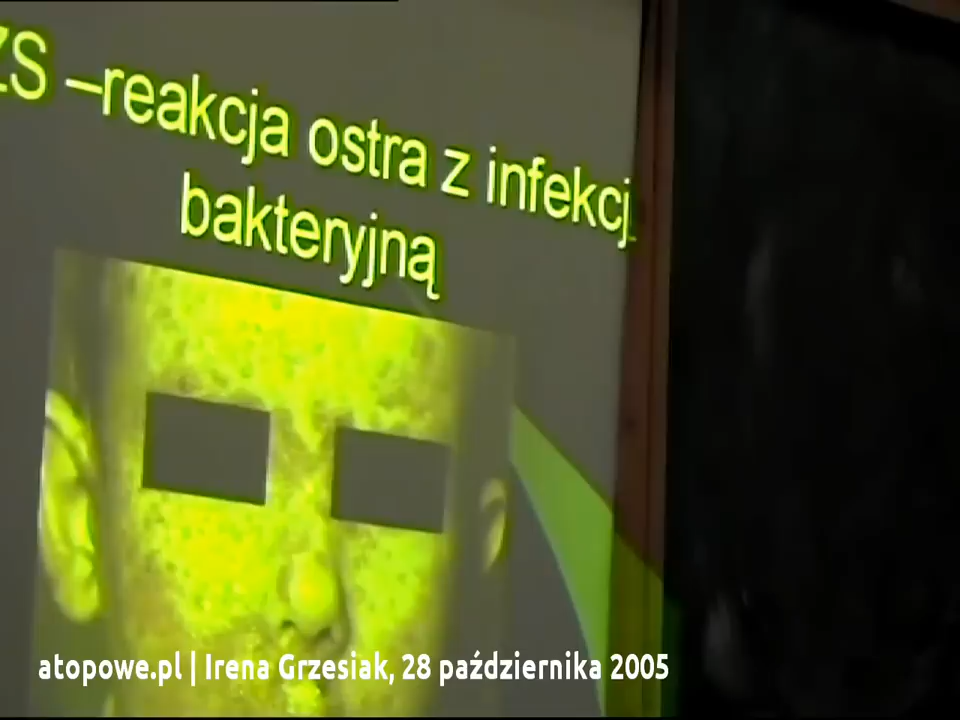 ZS –reakcja ostra z infekcj
bakteryjną
atopowe.pl | Irena Grzesiak, 28 października 2005